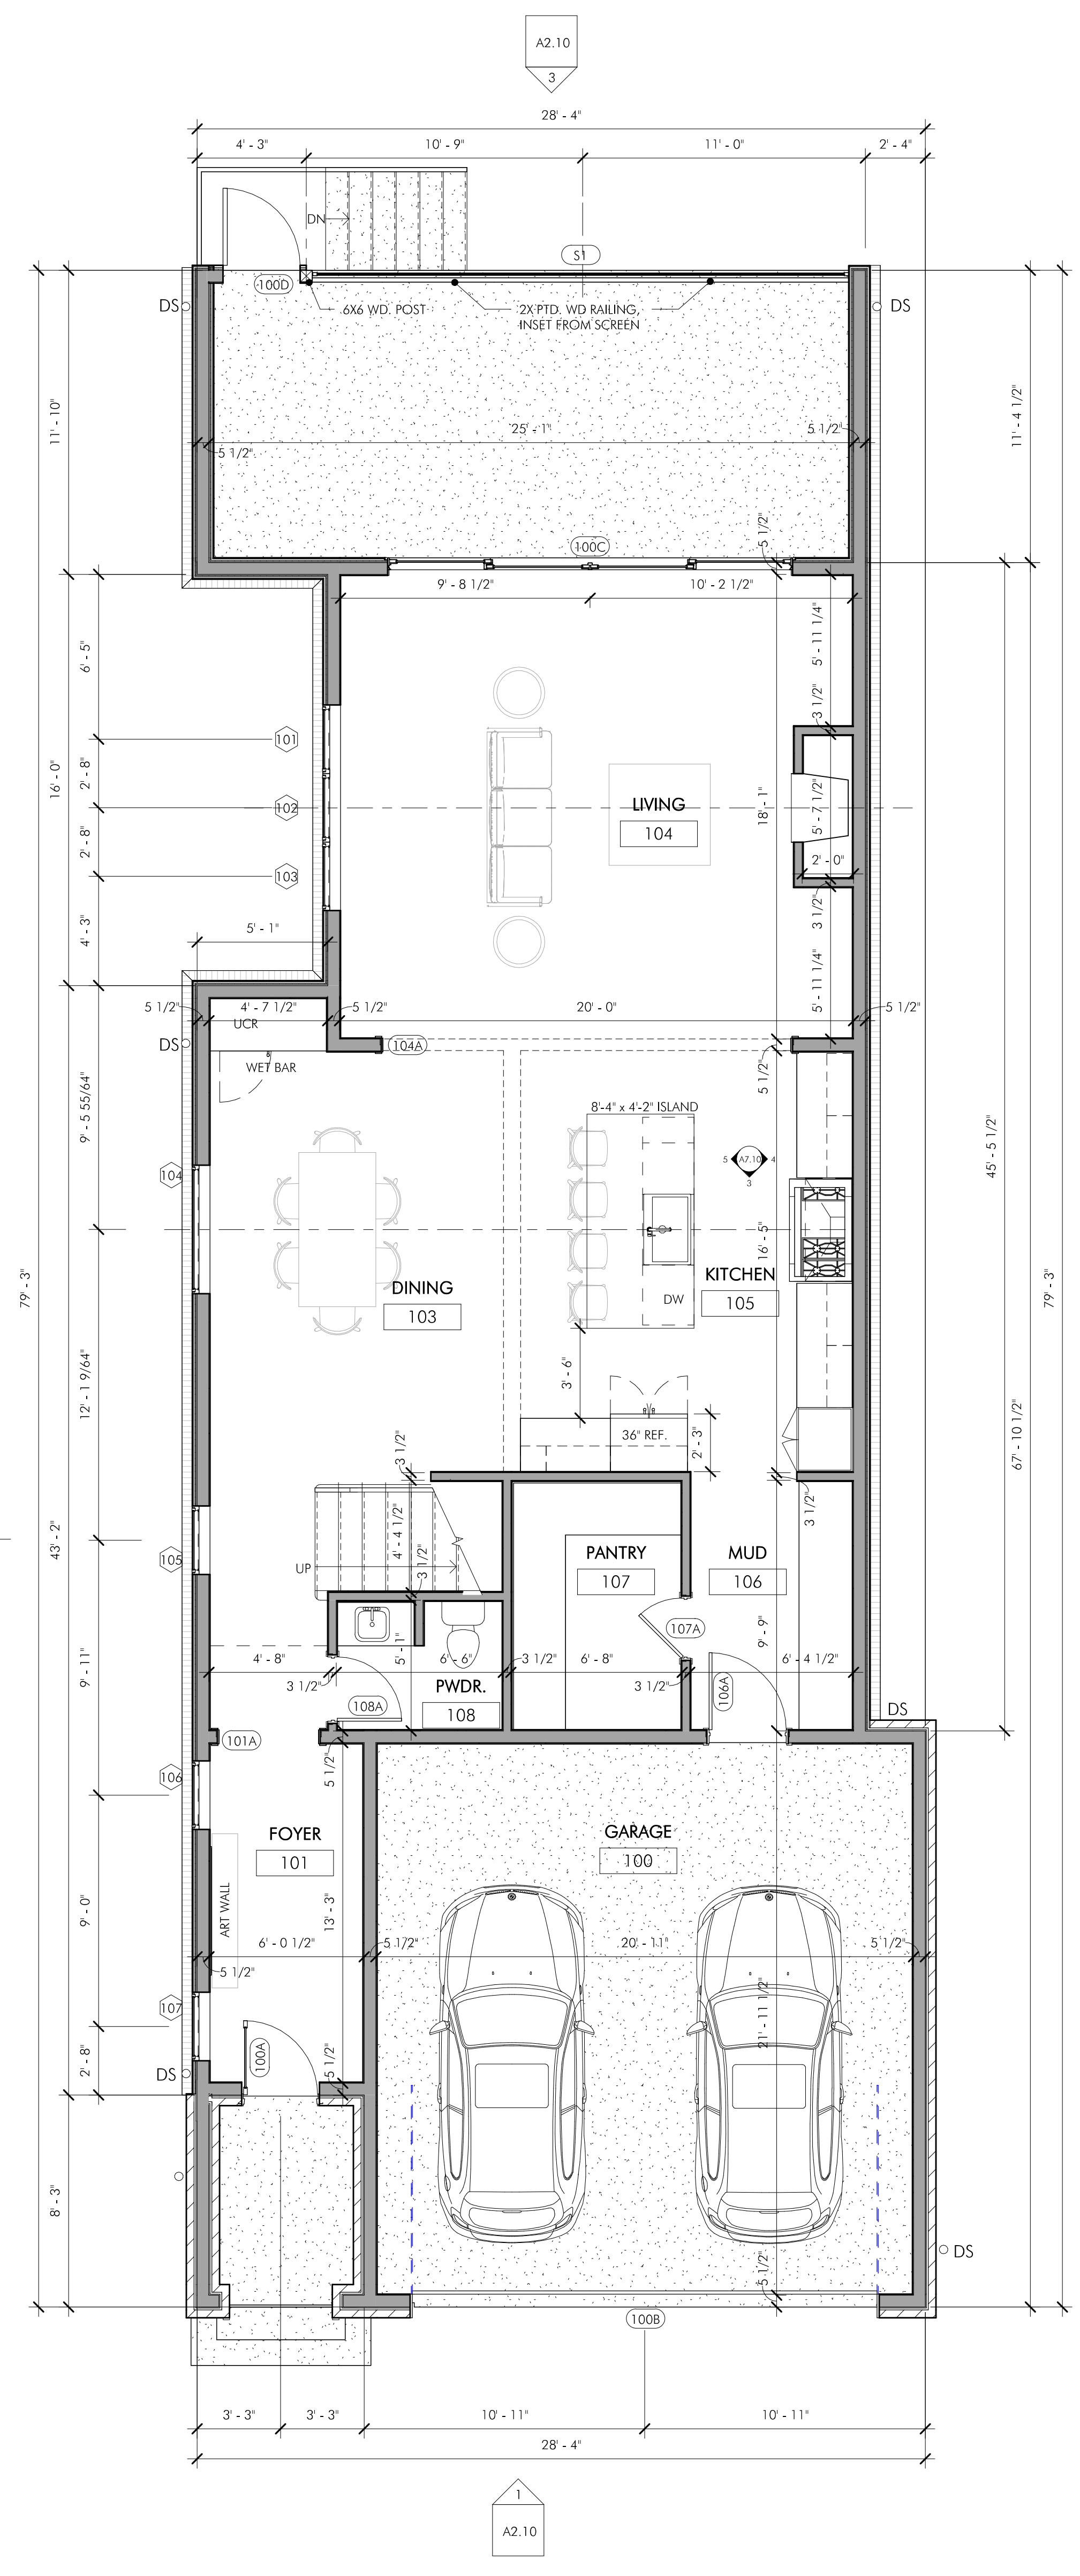 A2.10
3
28' - 4"
4' - 3"
10' - 9"
11' - 0"
2' - 4"
DN
S1
100D
DS
6X6 WD. POST
2X PTD. WD RAILING,
INSET FROM SCREEN
DS
11' - 10"
11' - 4 1/2"
25' - 1"
5 1/2"
5 1/2"
100C
5 1/2"
9' - 8 1/2"
10' - 2 1/2"
6' - 5"
5' - 11 1/4"
3 1/2"
101
2' - 8"
16' - 0"
102
LIVING
104
18' - 1"
5' - 7 1/2"
2' - 8"
103
2' - 0"
4' - 3"
5' - 1"
3 1/2"
5' - 11 1/4"
5 1/2"
4' - 7 1/2"
5 1/2"
20' - 0"
5 1/2"
UCR
DS
104A
WET BAR
5 1/2"
9' - 5 55/64"
8'-4" x 4'-2" ISLAND
45' - 5 1/2"
104
5
A7.10
4
3
16' - 5"
79' - 3"
DINING
103
KITCHEN
105
DW
79' - 3"
12' - 1 9/64"
3' - 6"
36" REF.
2' - 3"
67' - 10 1/2"
3 1/2"
3 1/2"
43' - 2"
4' - 4 1/2"
105
UP
3 1/2"
PANTRY
107
MUD
106
107A
9' - 9"
9' - 11"
4' - 8"
5' - 1"
6' - 6"
3 1/2"
6' - 8"
6' - 4 1/2"
3 1/2"
3 1/2"
PWDR.
108
108A
106A
DS
101A
5 1/2"
106
FOYER
101
GARAGE
100
ART WALL
9' - 0"
13' - 3"
6' - 0 1/2"
5 1/2"
20' - 11"
5 1/2"
5 1/2"
107
21' - 11 1/2"
100A
5 1/2"
2' - 8"
DS
8' - 3"
DS
5 1/2"
100B
3' - 3"
3' - 3"
10' - 11"
10' - 11"
28' - 4"
1
A2.10